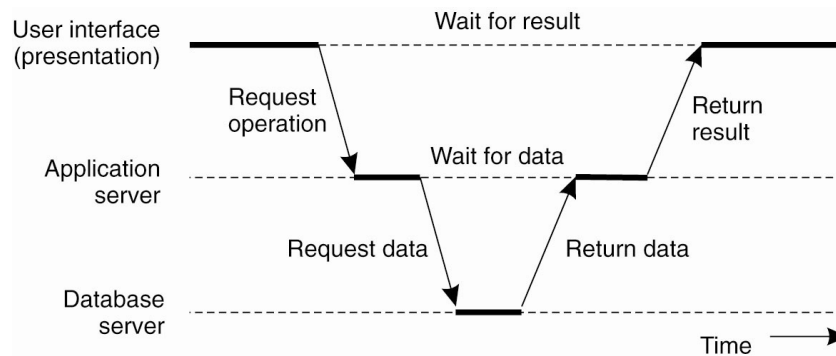 User interface
(presentation)
Wait for result
Request
operation
Return
result
Application
server
Wait for data
Request data
Return data
Database
server
Time